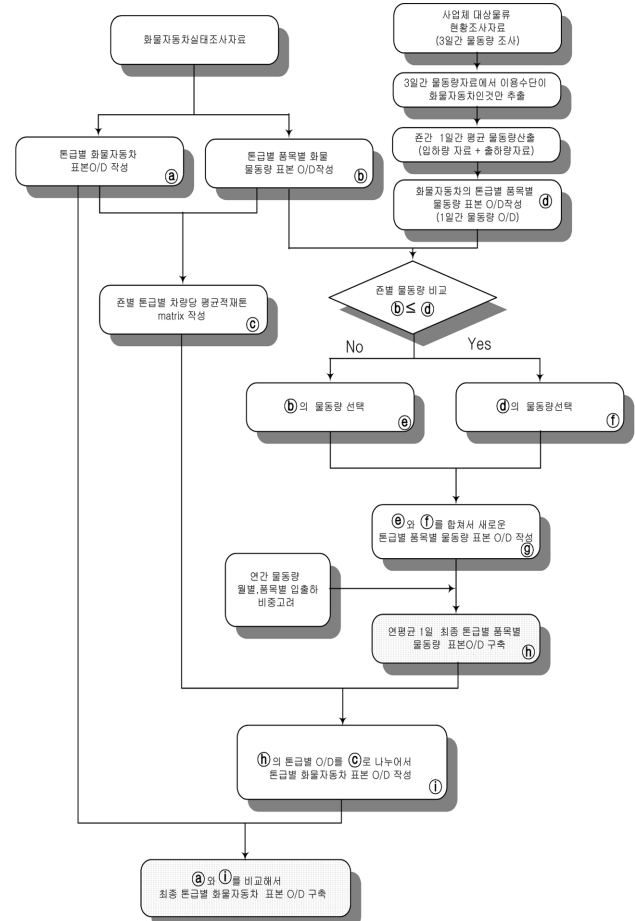 화물자동차실태조사자료
사업체 대상물류
현황조사자료
(3일간 물동량 조사)
3일간 물동량자료에서 이용수단이
화물자동차인것만 추출
죤간 1일간 평균 물동량산출
(입하량 자료 + 출하량자료)
톤급별 화물자동차
표본O/D 작성
ⓐ
톤급별 품목별 화물
물동량 표본 O/D작성
ⓑ
화물자동차의 톤급별 품목별
물동량 표본 O/D작성
(1일간 물동량 O/D)
ⓓ
죤별 톤급별 차량당 평균적재톤
matrix 작성
ⓒ
죤별 물동량 비교
ⓑ≤ ⓓ
No
Yes
ⓑ의 물동량 선택
ⓔ
ⓓ의 물동량선택
ⓕ
ⓔ와 ⓕ를 합쳐서 새로운
톤급별 품목별 물동량 표본 O/D 작성
ⓖ
연간 물동량
월별,품목별 입출하
비중고려
연평균 1일 최종 톤급별 품목별
물동량 표본O/D 구축
ⓗ
ⓗ의 톤급별 O/D를 ⓒ로 나누어서
톤급별 화물자동차 표본 O/D 작성
ⓘ
ⓐ와 ⓘ를 비교해서
최종 톤급별 화물자동차 표본 O/D 구축